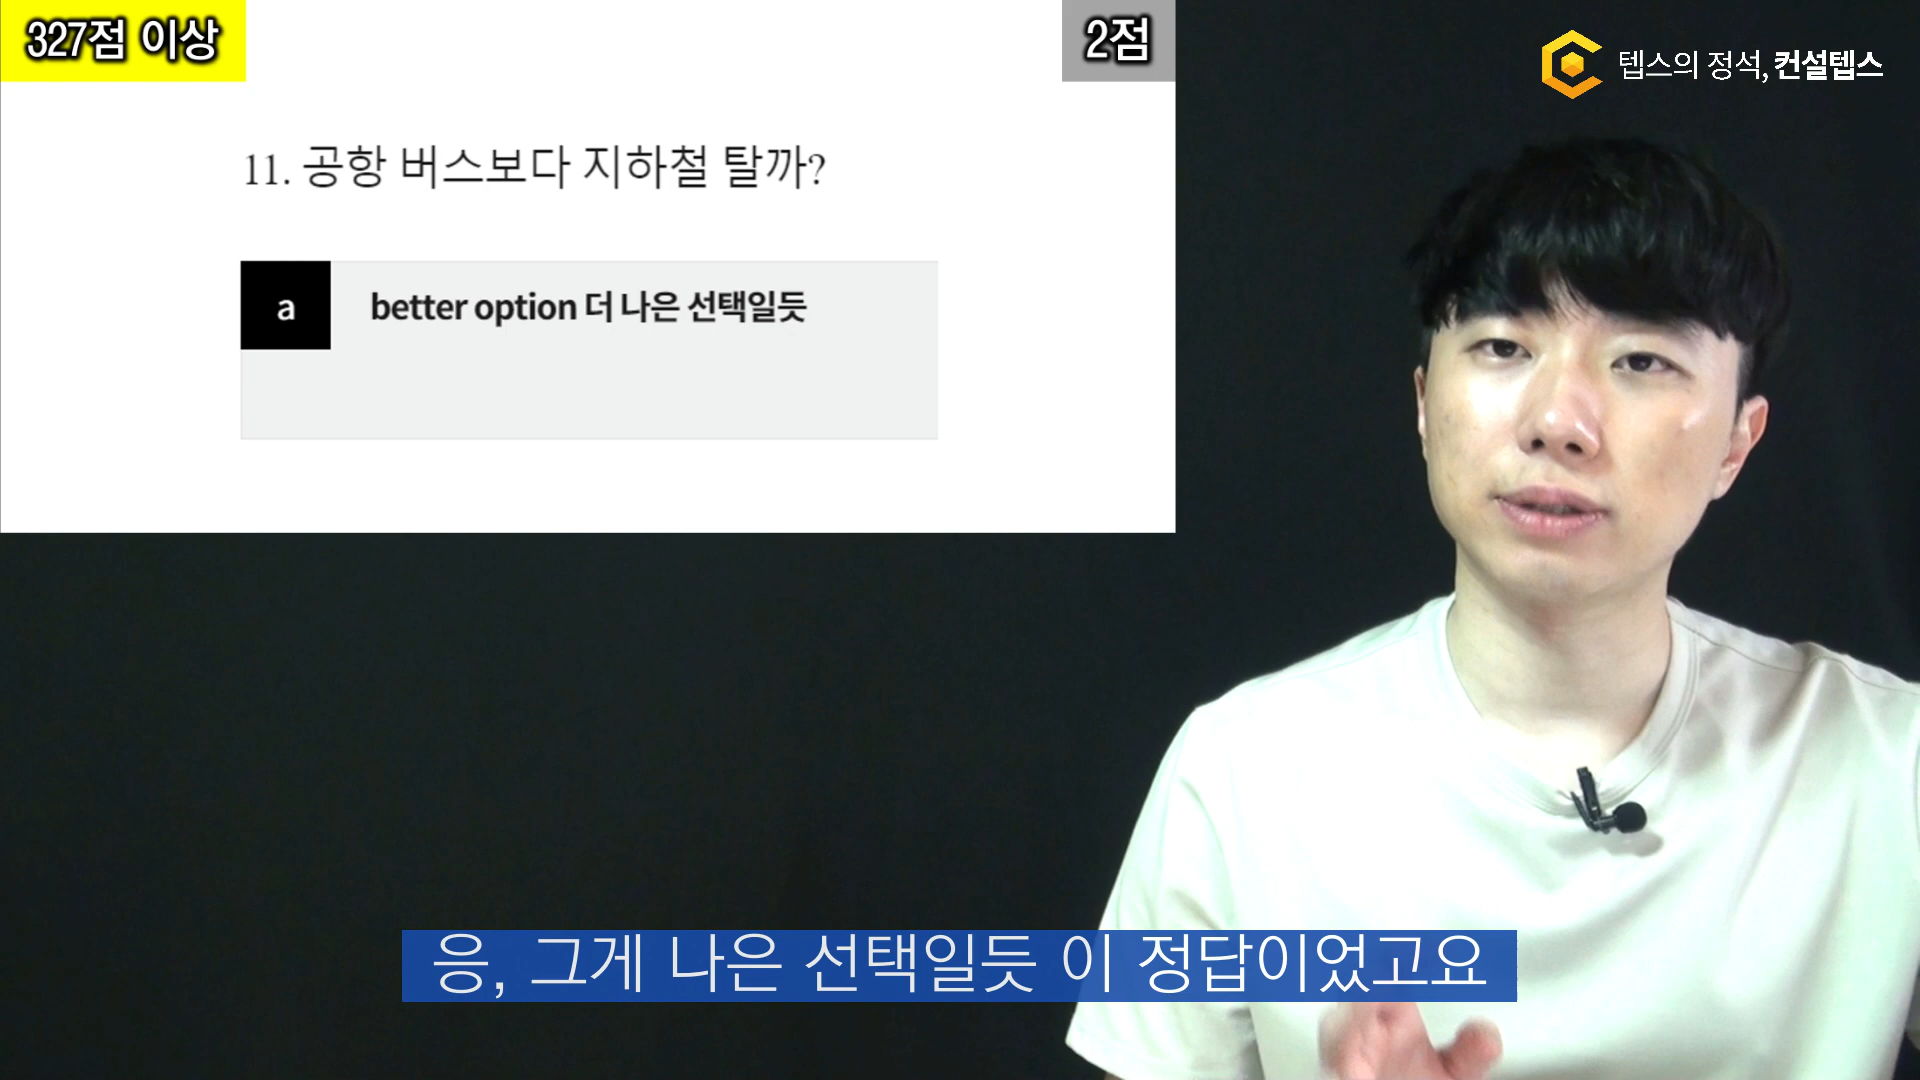 327점 이상
2점
텝스의 정석, 컨설텝스
11. 공항 버스보다 지하철 탈까?
a
better option 더 나은 선택일듯
응, 그게 나은 선택일듯 이 정답이었고요